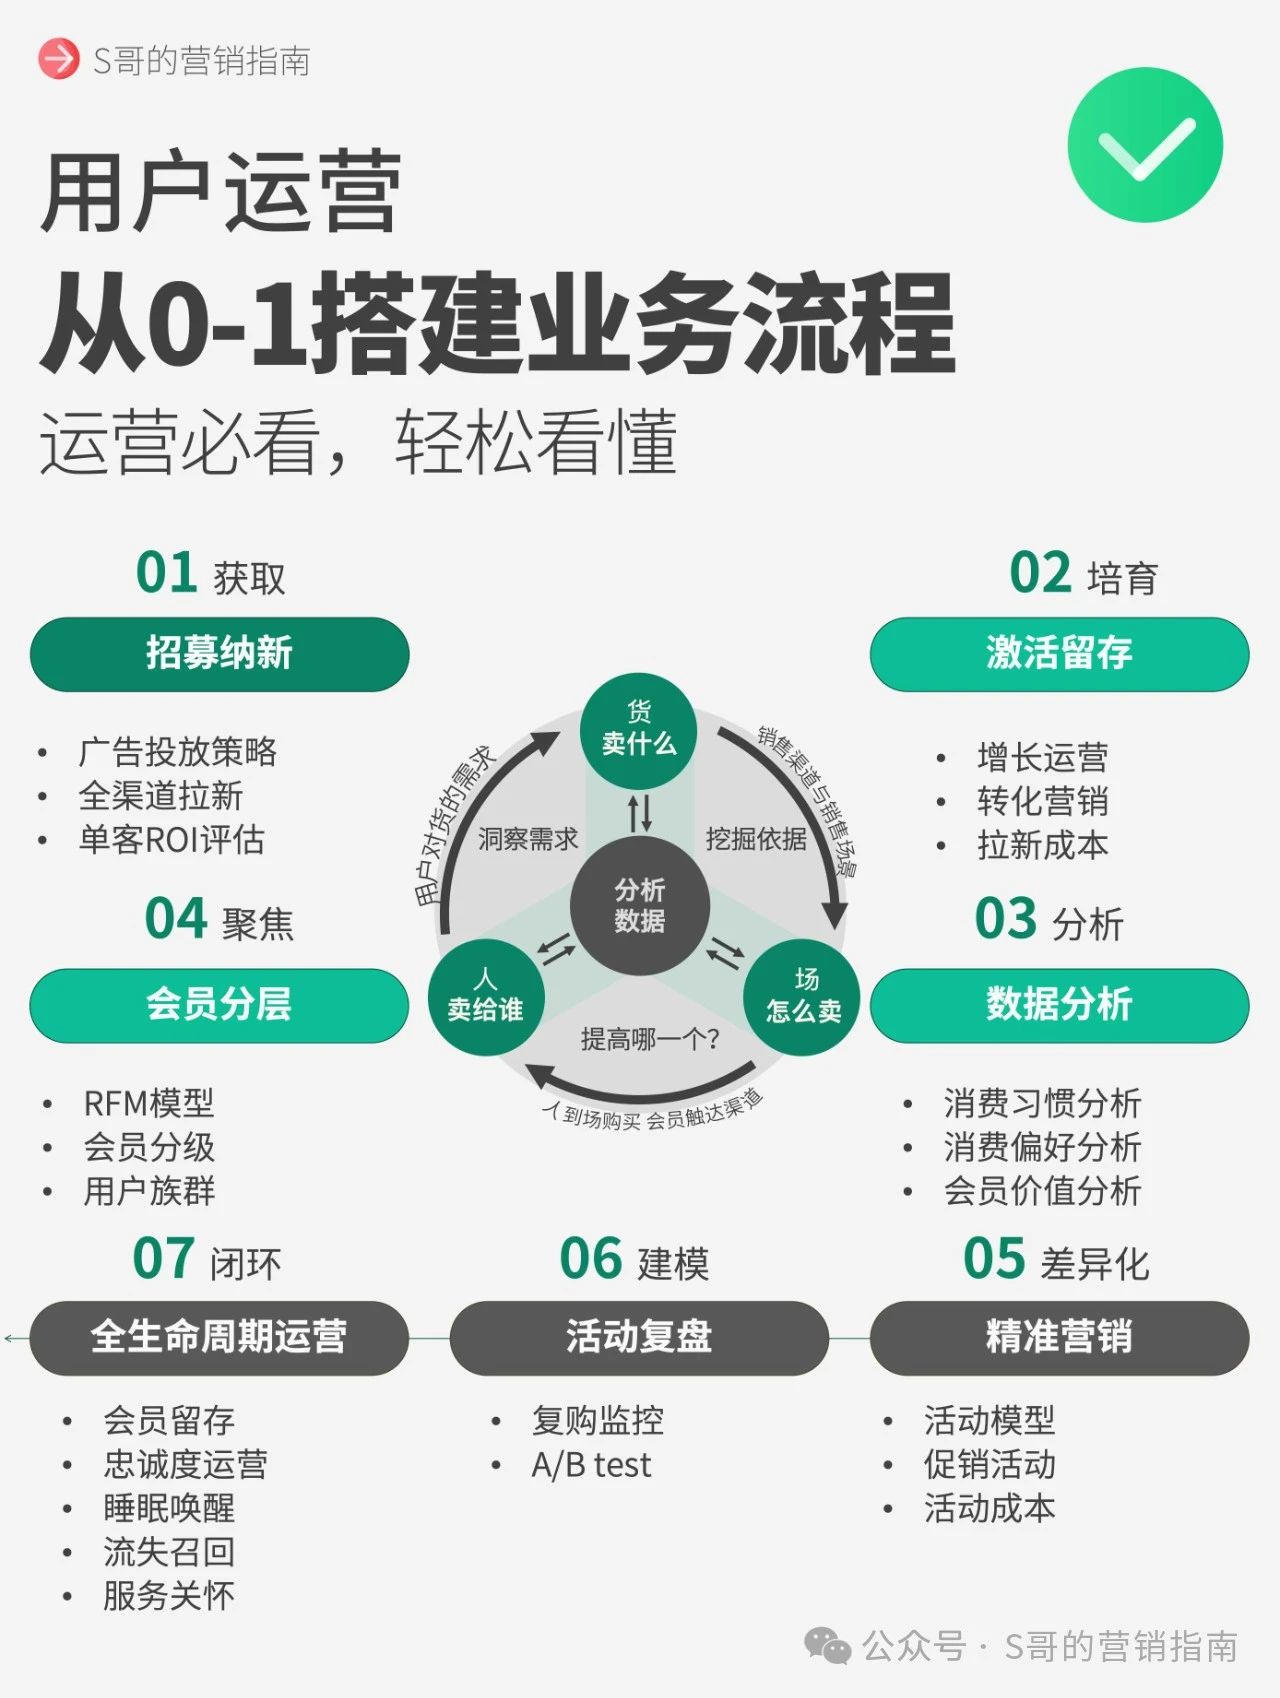 S哥的营销指南
用户运营
从0-1搭建业务流程
运营必看，轻松看懂
01 获取
招募纳新
• 广告投放策略
• 全渠道拉新
• 单客ROI评估
02 培育
激活留存
• 增长运营
• 转化营销
• 拉新成本
货
卖什么
用户对货的需求
销售渠道与销售场景
洞察需求
挖掘依据
分析
数据
人
卖给谁
场
怎么卖
提高哪一个？
人到场购买 会员触达渠道
04 聚焦
会员分层
• RFM模型
• 会员分级
• 用户族群
03 分析
数据分析
• 消费习惯分析
• 消费偏好分析
• 会员价值分析
07 闭环
全生命周期运营
• 会员留存
• 忠诚度运营
• 睡眠唤醒
• 流失召回
• 服务关怀
06 建模
活动复盘
• 复购监控
• A/B test
05 差异化
精准营销
• 活动模型
• 促销活动
• 活动成本
公众号 · S哥的营销指南